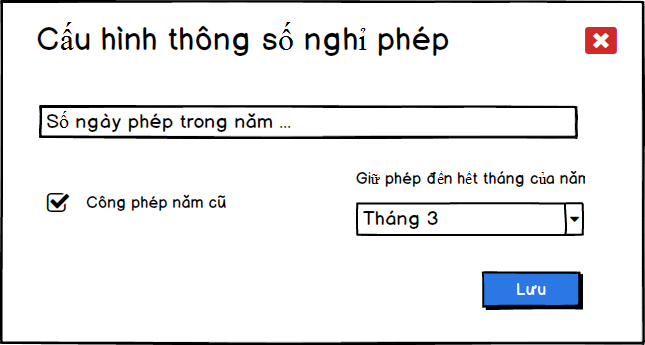 Cấu hình thông số nghỉ phép
Số ngày phép trong năm ...
Giữ phép đến hết tháng của năn
Công phép năm cũ
Tháng 3
Lưu